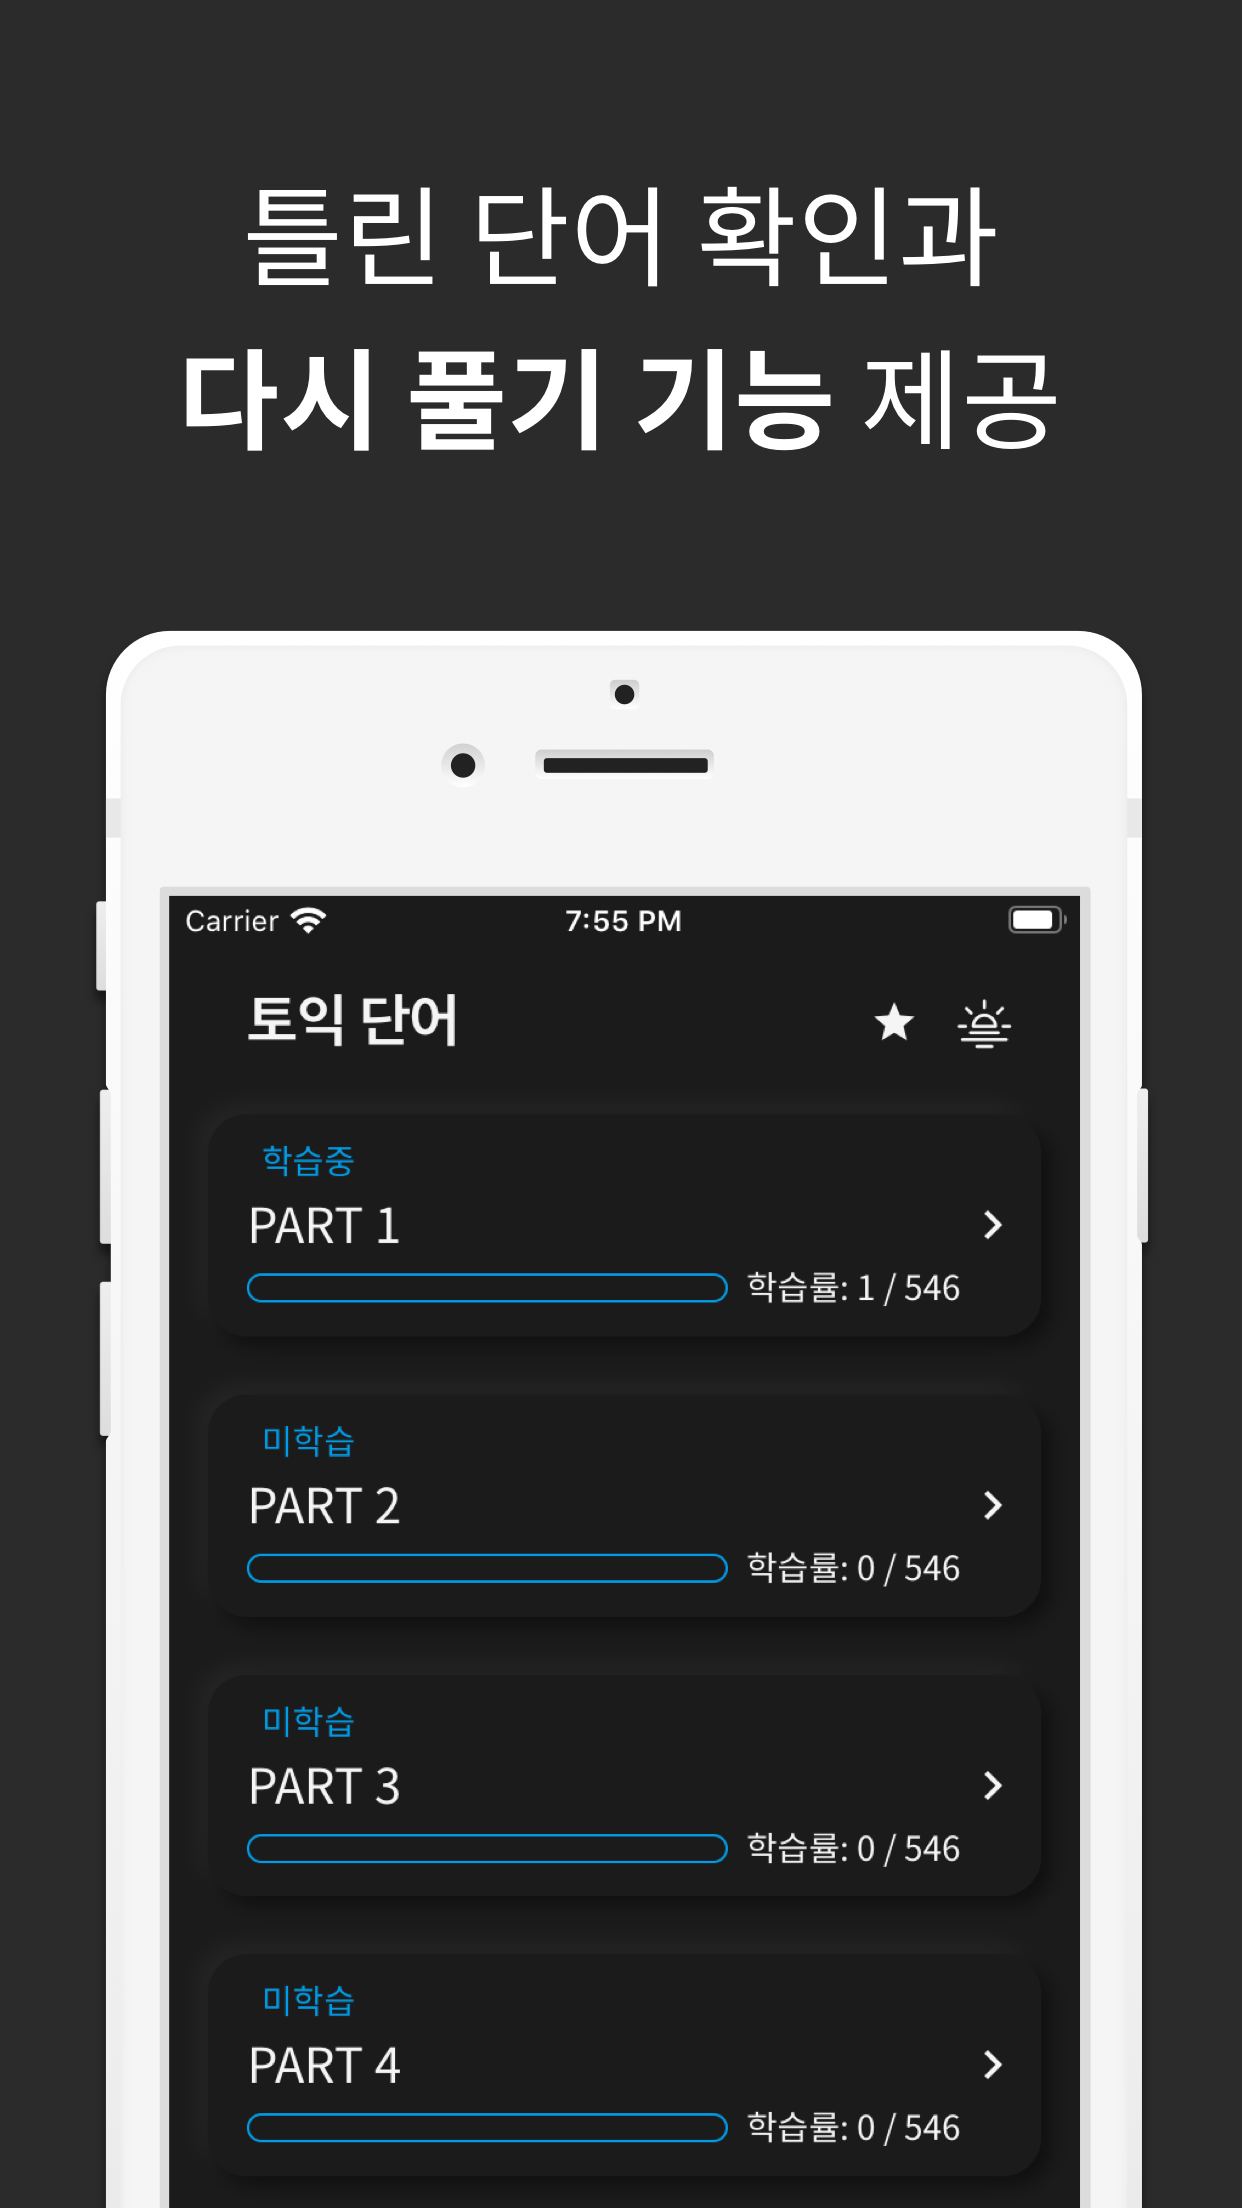 틀린 단어 확인과
다시 풀기 기능 제공
Carrier 7:55 PM
토익 단어
학습중
PART 1
학습률: 1 / 546
미학습
PART 2
학습률: 0 / 546
미학습
PART 3
학습률: 0 / 546
미학습
PART 4
학습률: 0 / 546